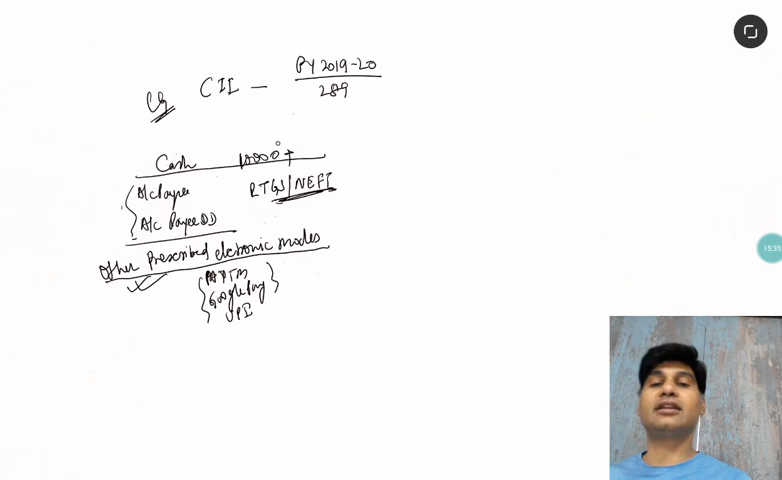 PY 2019-20
CG CII - 289
Cash 10000+
A/c Payee RTGS/NEFT
A/c Payee DD
Other Prescribed electronic modes
PAYTM
Google Pay
UPI
15:35